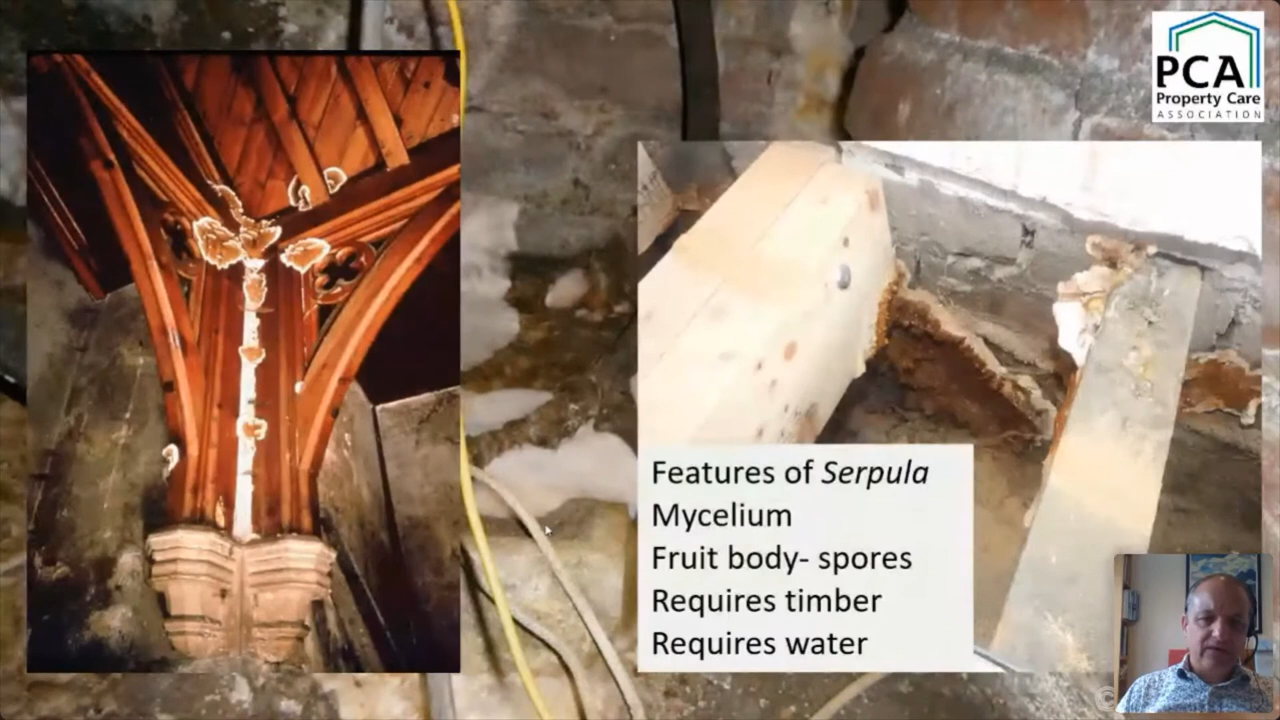 PCA
Property Care
ASSOCIATION
Features of Serpula
Mycelium
Fruit body- spores
Requires timber
Requires water
©